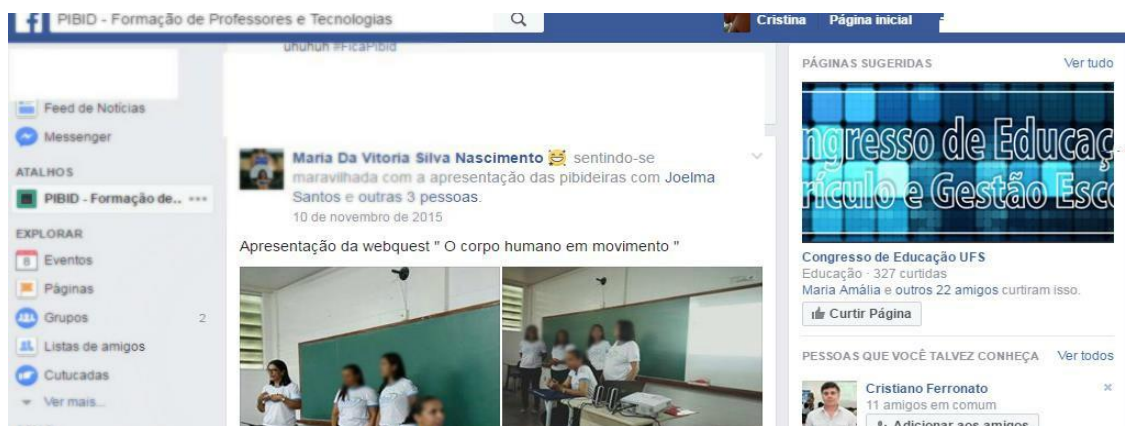 PIBID - Formação de Professores e Tecnologias
Cristina Página inicial
uhuhuh #FicaPibid
Feed de Notícias
Messenger
ATALHOS
PIBID - Formação de.. •••
EXPLORAR
8 Eventos
Páginas
Grupos 2
Listas de amigos
Cutucadas
Ver mais...
Maria Da Vitoria Silva Nascimento 😂 sentindo-se
maravilhada com a apresentação das pibideiras com Joelma
Santos e outras 3 pessoas.
10 de novembro de 2015
Apresentação da webquest " O corpo humano em movimento "
PÁGINAS SUGERIDAS Ver tudo
ngresso de Educaç
rículo e Gestão Esco
Congresso de Educação UFS
Educação · 327 curtidas
Maria Amália e outros 22 amigos curtiram isso.
Curtir Página
PESSOAS QUE VOCÊ TALVEZ CONHEÇA Ver todos
Cristiano Ferronato ×
11 amigos em comum
Adicionar aos amigos